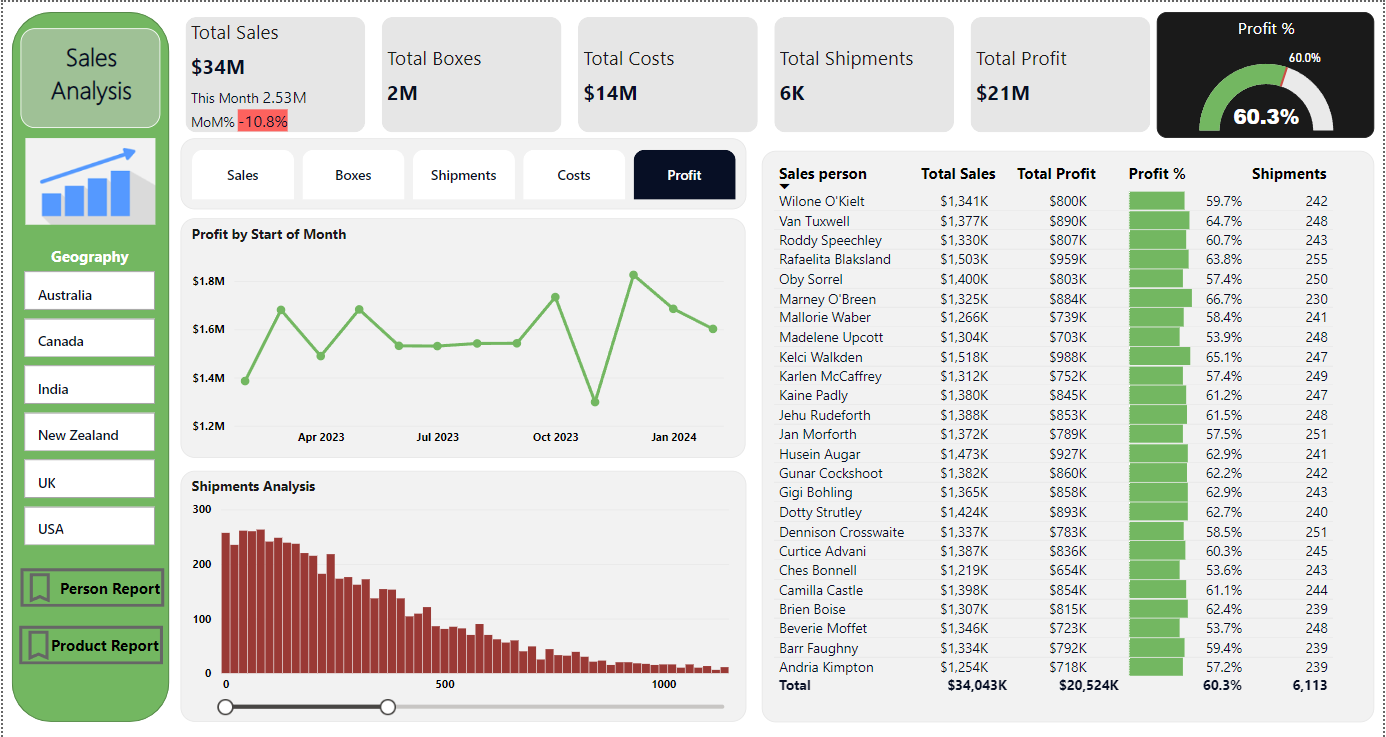 Sales
Analysis
Geography
Australia
Canada
India
New Zealand
UK
USA
Person Report
Product Report
Total Sales
$34M
This Month 2.53M
MoM% -10.8%
Total Boxes
2M
Total Costs
$14M
Total Shipments
6K
Total Profit
$21M
Profit %
60.0%
60.3%
Sales Boxes Shipments Costs Profit
Profit by Start of Month
$1.8M
$1.6M
$1.4M
$1.2M
Apr 2023 Jul 2023 Oct 2023 Jan 2024
Shipments Analysis
300
200
100
0
0 500 1000
Sales person Total Sales Total Profit Profit % Shipments
Wilone O'Kielt $1,341K $800K 59.7% 242
Van Tuxwell $1,377K $890K 64.7% 248
Roddy Speechley $1,330K $807K 60.7% 243
Rafaelita Blaksland $1,503K $959K 63.8% 255
Oby Sorrel $1,400K $803K 57.4% 250
Marney O'Breen $1,325K $884K 66.7% 230
Mallorie Waber $1,266K $739K 58.4% 241
Madelene Upcott $1,304K $703K 53.9% 248
Kelci Walkden $1,518K $988K 65.1% 247
Karlen McCaffrey $1,312K $752K 57.4% 249
Kaine Padly $1,380K $845K 61.2% 247
Jehu Rudeforth $1,388K $853K 61.5% 248
Jan Morforth $1,372K $789K 57.5% 251
Husein Augar $1,473K $927K 62.9% 241
Gunar Cockshoot $1,382K $860K 62.2% 242
Gigi Bohling $1,365K $858K 62.9% 243
Dotty Strutley $1,424K $893K 62.7% 240
Dennison Crosswaite $1,337K $783K 58.5% 251
Curtice Advani $1,387K $836K 60.3% 245
Ches Bonnell $1,219K $654K 53.6% 243
Camilla Castle $1,398K $854K 61.1% 244
Brien Boise $1,307K $815K 62.4% 239
Beverie Moffet $1,346K $723K 53.7% 248
Barr Faughny $1,334K $792K 59.4% 239
Andria Kimpton $1,254K $718K 57.2% 239
Total $34,043K $20,524K 60.3% 6,113